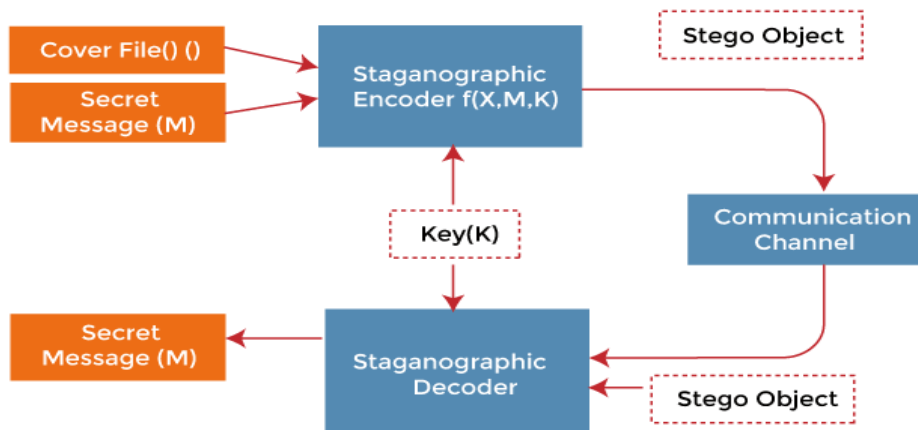 Cover File() ()
Stego Object
Secret
Message (M)
Staganographic
Encoder f(X,M,K)
Communication
Channel
Key(K)
Secret
Message (M)
Staganographic
Decoder
Stego Object